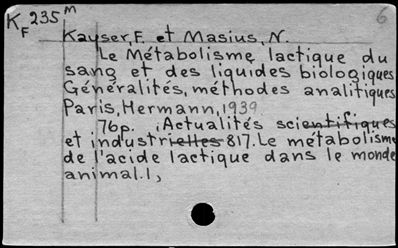 K F 235 M
6
Kayser, F. et Masius, N.
Le Métabolisme lactique du
sang et des liquides biologiques
Généralités, méthodes analitiques
Paris, Hermann, 1939
76p. (Actualités scientifiques
et industrielles 817. Le métabolisme
de l'acide lactique dans le monde
animal. 1)